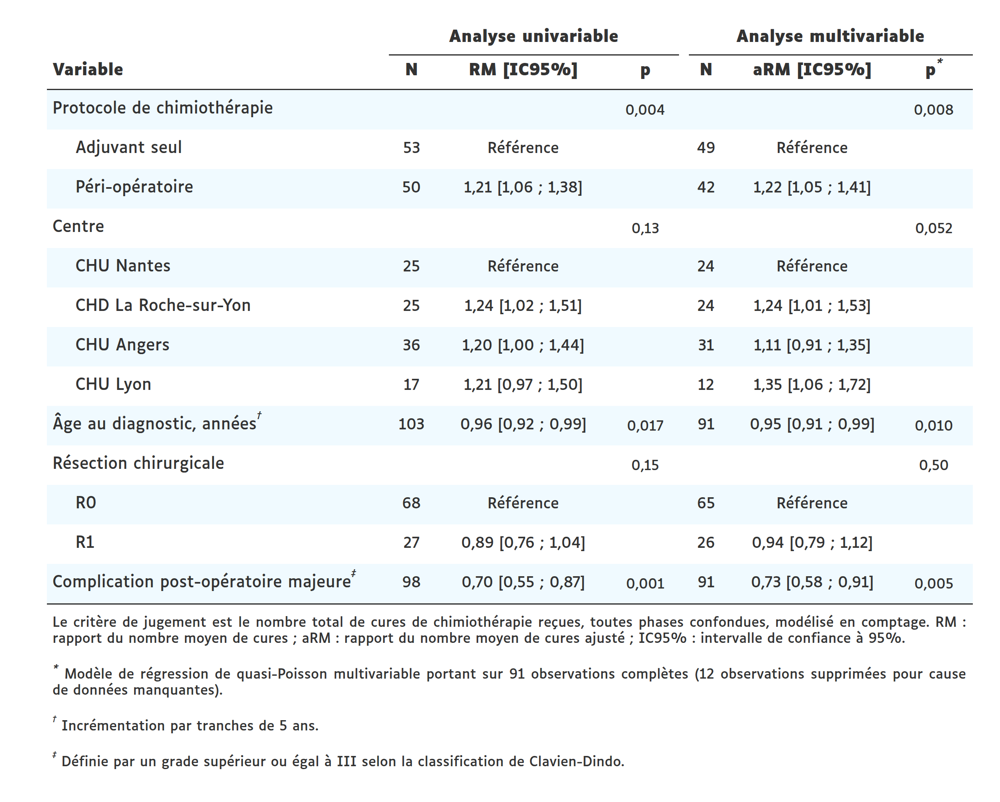 Analyse univariable Analyse multivariable
Variable N RM [IC95%] p N aRM [IC95%] p*
Protocole de chimiothérapie 0,004 0,008
Adjuvant seul 53 Référence 49 Référence
Péri-opératoire 50 1,21 [1,06 ; 1,38] 42 1,22 [1,05 ; 1,41]
Centre 0,13 0,052
CHU Nantes 25 Référence 24 Référence
CHD La Roche-sur-Yon 25 1,24 [1,02 ; 1,51] 24 1,24 [1,01 ; 1,53]
CHU Angers 36 1,20 [1,00 ; 1,44] 31 1,11 [0,91 ; 1,35]
CHU Lyon 17 1,21 [0,97 ; 1,50] 12 1,35 [1,06 ; 1,72]
Âge au diagnostic, années† 103 0,96 [0,92 ; 0,99] 0,017 91 0,95 [0,91 ; 0,99] 0,010
Résection chirurgicale 0,15 0,50
R0 68 Référence 65 Référence
R1 27 0,89 [0,76 ; 1,04] 26 0,94 [0,79 ; 1,12]
Complication post-opératoire majeure‡ 98 0,70 [0,55 ; 0,87] 0,001 91 0,73 [0,58 ; 0,91] 0,005
Le critère de jugement est le nombre total de cures de chimiothérapie reçues, toutes phases confondues, modélisé en comptage. RM :
rapport du nombre moyen de cures ; aRM : rapport du nombre moyen de cures ajusté ; IC95% : intervalle de confiance à 95%.
* Modèle de régression de quasi-Poisson multivariable portant sur 91 observations complètes (12 observations supprimées pour cause
de données manquantes).
† Incrémentation par tranches de 5 ans.
‡ Définie par un grade supérieur ou égal à III selon la classification de Clavien-Dindo.